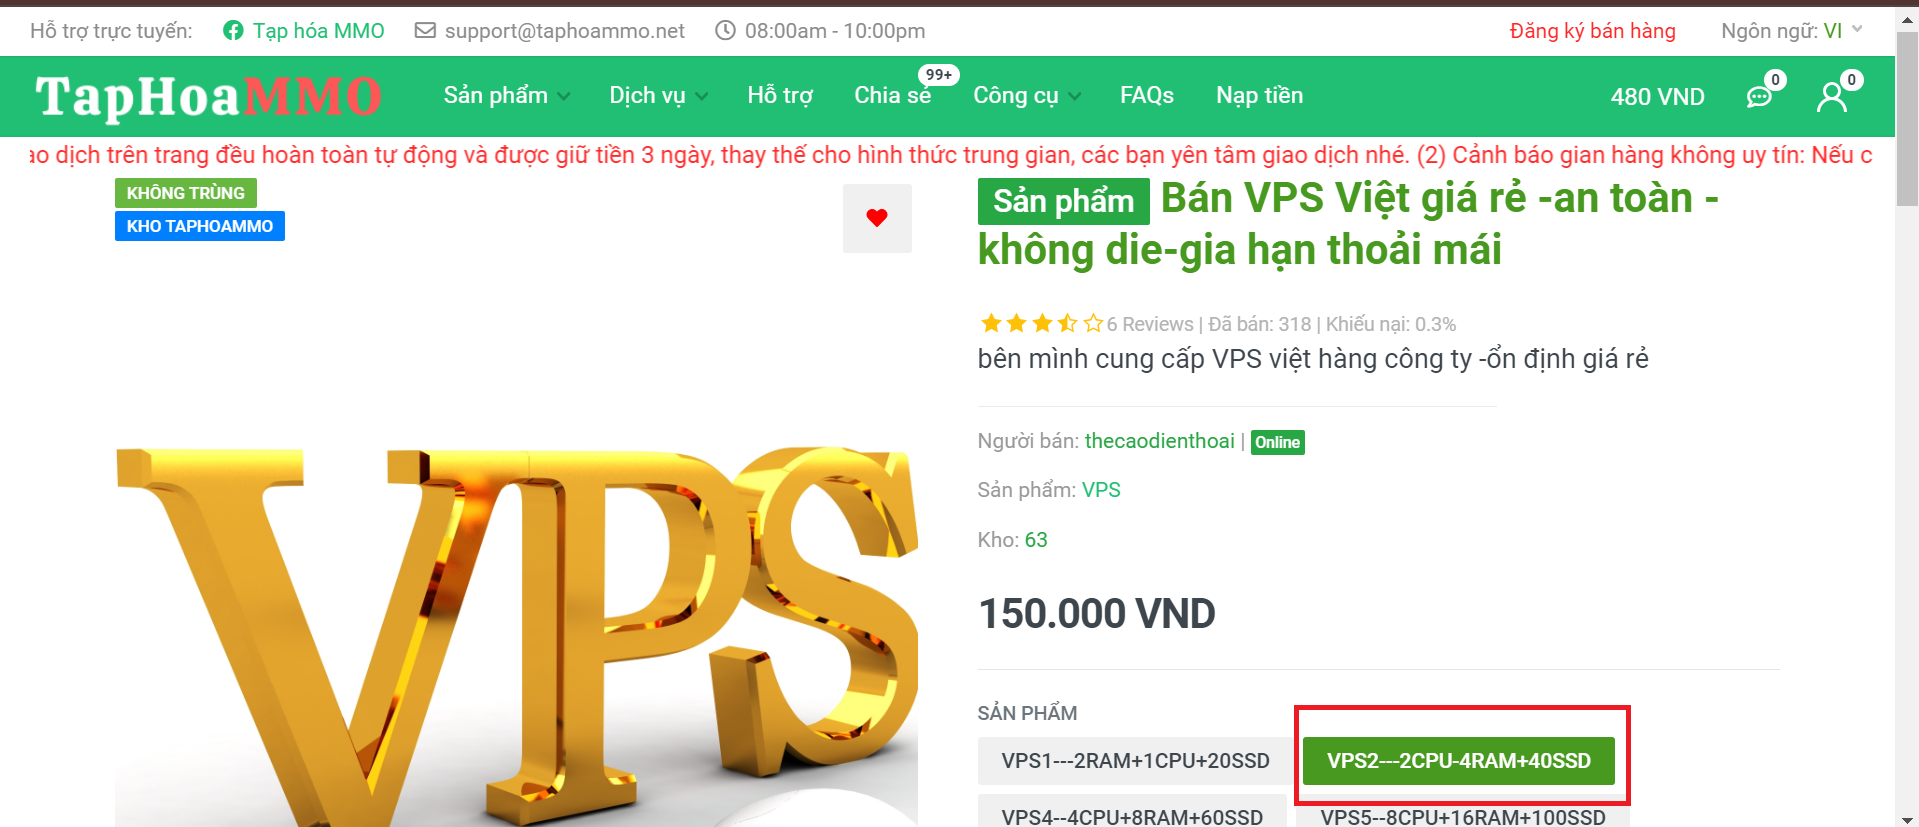 Hỗ trợ trực tuyến: Tạp hóa MMO support@taphoammo.net 08:00am - 10:00pm Đăng ký bán hàng Ngôn ngữ: VI
TapHoaMMO Sản phẩm Dịch vụ Hỗ trợ Chia sẻ 99+ Công cụ FAQs Nạp tiền 480 VND 0 0
ao dịch trên trang đều hoàn toàn tự động và được giữ tiền 3 ngày, thay thế cho hình thức trung gian, các bạn yên tâm giao dịch nhé. (2) Cảnh báo gian hàng không uy tín: Nếu c
KHÔNG TRÙNG
KHO TAPHOAMMO
VPS
Sản phẩm Bán VPS Việt giá rẻ -an toàn -
không die-gia hạn thoải mái
6 Reviews | Đã bán: 318 | Khiếu nại: 0.3%
bên mình cung cấp VPS việt hàng công ty -ổn định giá rẻ
Người bán: thecaodienthoai | Online
Sản phẩm: VPS
Kho: 63
150.000 VND
SẢN PHẨM
VPS1---2RAM+1CPU+20SSD VPS2---2CPU-4RAM+40SSD
VPS4--4CPU+8RAM+60SSD VPS5--8CPU+16RAM+100SSD